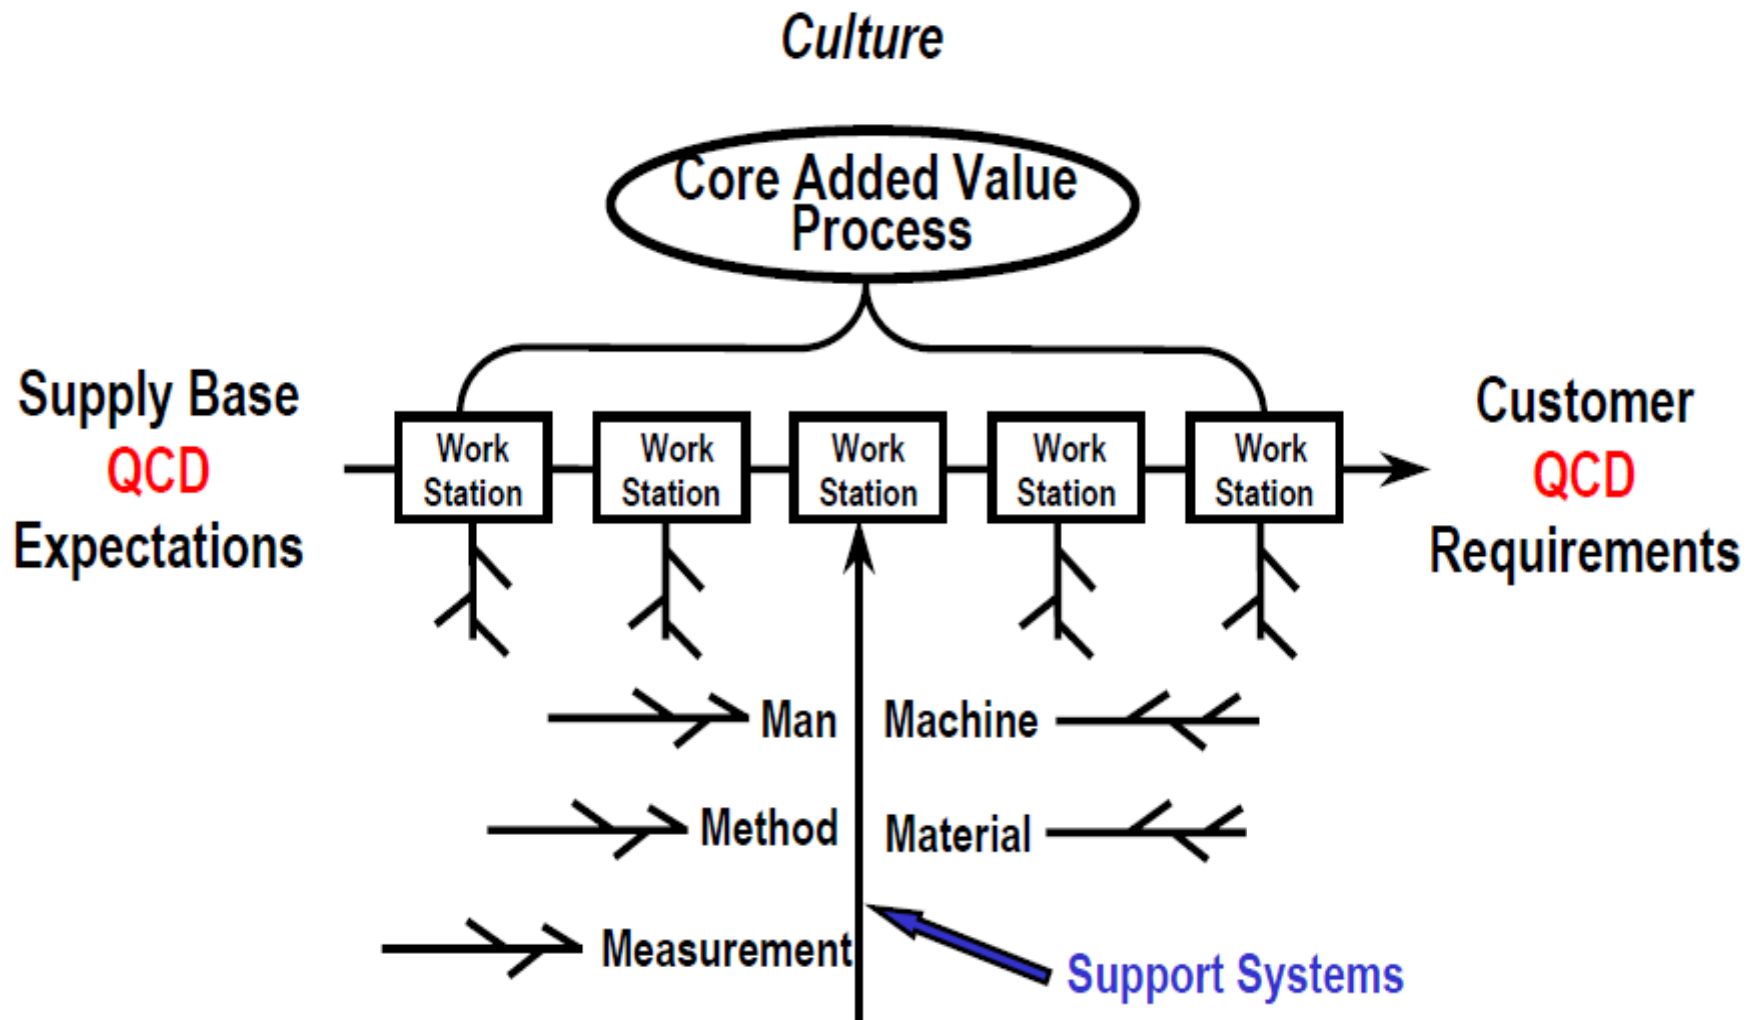 Culture
Core Added Value
Process
Supply Base
QCD
Expectations
Work
Station
Work
Station
Work
Station
Work
Station
Work
Station
Customer
QCD
Requirements
Man
Machine
Method
Material
Measurement
Support Systems